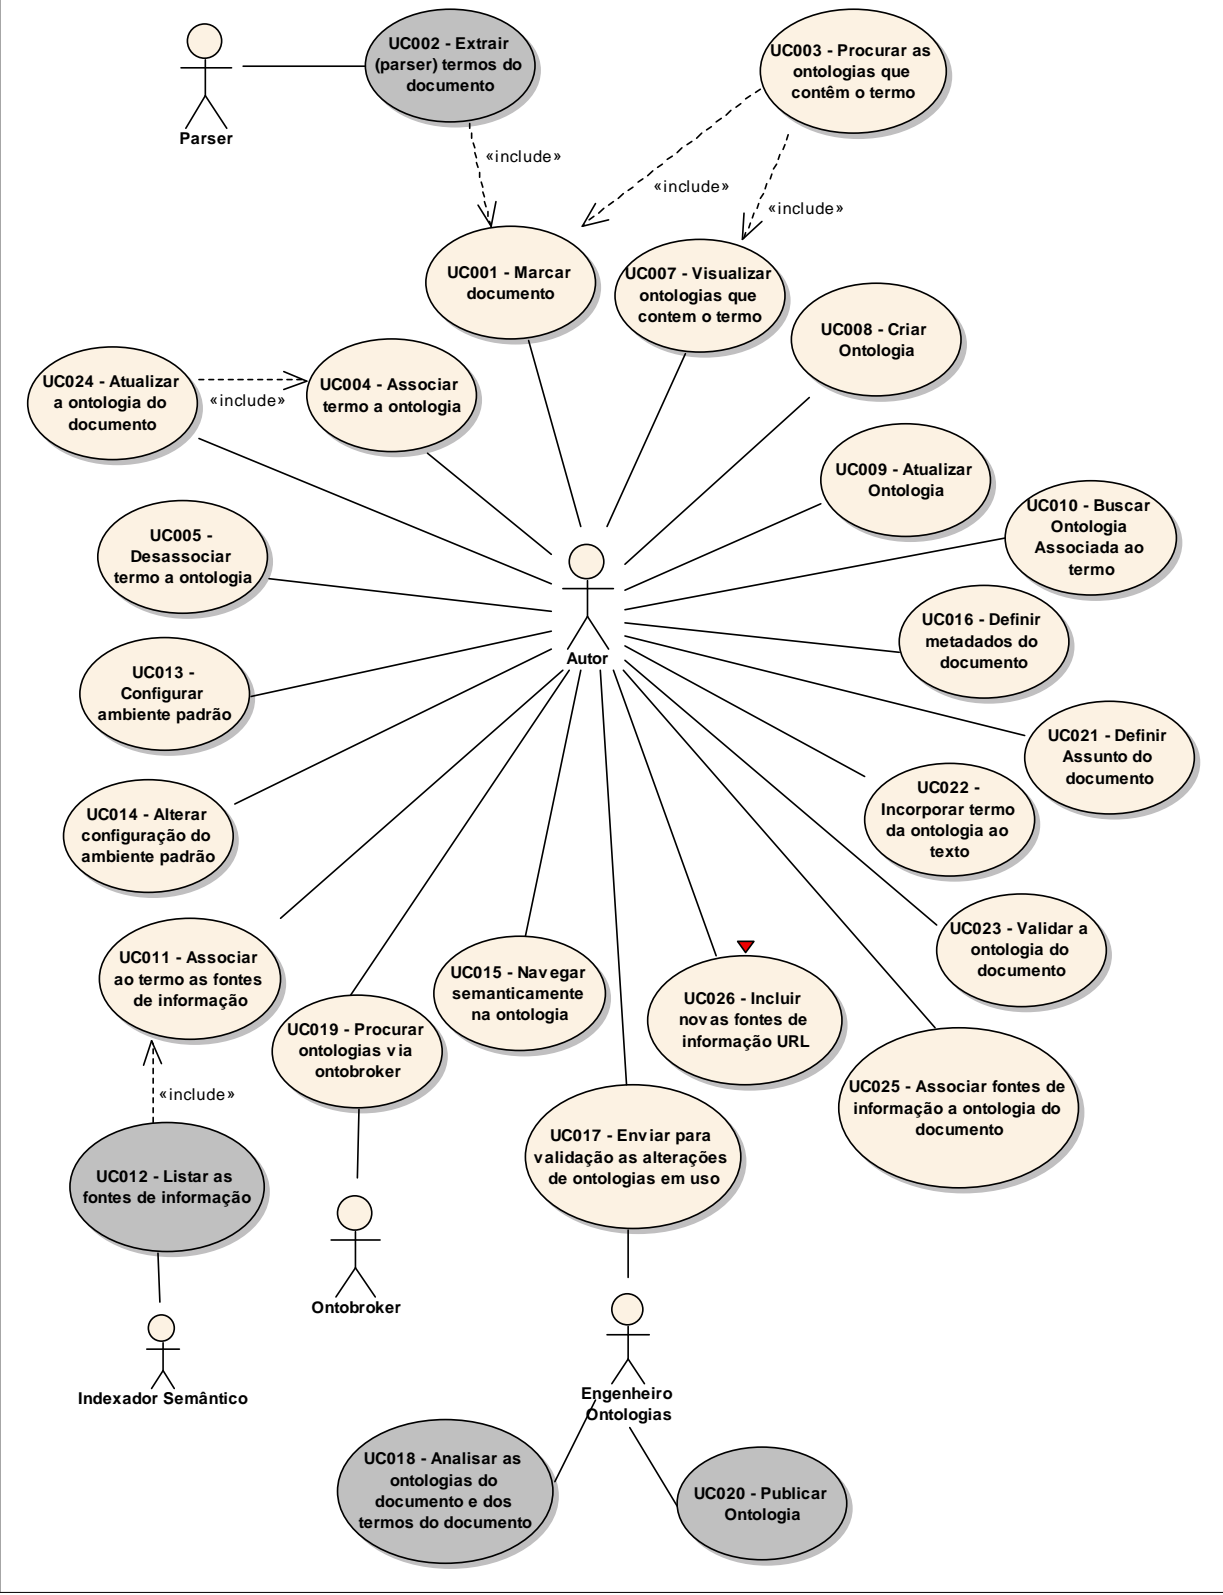 UC002 - Extrair
(parser) termos do
documento
UC003 - Procurar as
ontologias que
contêm o termo
Parser
«include»
«include»
«include»
UC001 - Marcar
documento
UC007 - Visualizar
ontologias que
contem o termo
UC008 - Criar
Ontologia
UC024 - Atualizar
a ontologia do
documento
«include»
UC004 - Associar
termo a ontologia
UC009 - Atualizar
Ontologia
UC010 - Buscar
Ontologia
Associada ao
termo
UC005 -
Desassociar
termo a ontologia
Autor
UC016 - Definir
metadados do
documento
UC013 -
Configurar
ambiente padrão
UC021 - Definir
Assunto do
documento
UC014 - Alterar
configuração do
ambiente padrão
UC022 -
Incorporar termo
da ontologia ao
texto
UC011 - Associar
ao termo as fontes
de informação
UC015 - Navegar
semanticamente
na ontologia
UC023 - Validar a
ontologia do
documento
UC019 - Procurar
ontologias via
ontobroker
UC026 - Incluir
novas fontes de
informação URL
UC025 - Associar fontes de
informação a ontologia do
documento
«include»
UC012 - Listar as
fontes de informação
UC017 - Enviar para
validação as alterações
de ontologias em uso
Ontobroker
Indexador Semântico
Engenheiro
Ontologias
UC018 - Analisar as
ontologias do
documento e dos
termos do documento
UC020 - Publicar
Ontologia